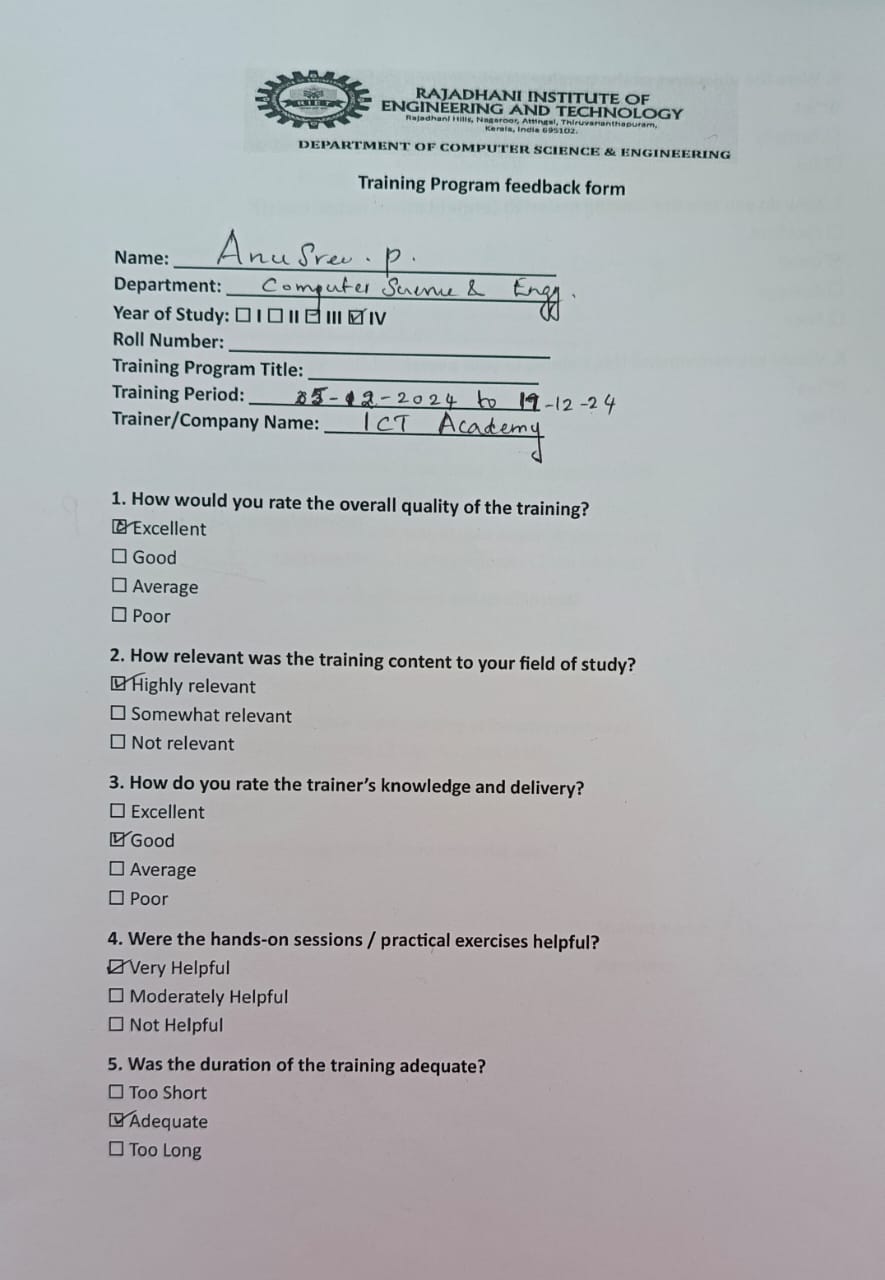 RIET
RAJADHANI INSTITUTE OF
ENGINEERING AND TECHNOLOGY
Rajadhani Hills, Nagaroor, Attingal, Thiruvananthapuram,
Kerala, India 695102.
DEPARTMENT OF COMPUTER SCIENCE & ENGINEERING
Training Program feedback form
Name: Anu Sree . P .
Department: Computer Science & Engg.
Year of Study: ☐ I ☐ II ☐ III ☑ IV
Roll Number:
Training Program Title:
Training Period: 05-12-2024 to 19-12-24
Trainer/Company Name: ICT Academy
1. How would you rate the overall quality of the training?
☑ Excellent
☐ Good
☐ Average
☐ Poor
2. How relevant was the training content to your field of study?
☑ Highly relevant
☐ Somewhat relevant
☐ Not relevant
3. How do you rate the trainer’s knowledge and delivery?
☐ Excellent
☑ Good
☐ Average
☐ Poor
4. Were the hands-on sessions / practical exercises helpful?
☑ Very Helpful
☐ Moderately Helpful
☐ Not Helpful
5. Was the duration of the training adequate?
☐ Too Short
☑ Adequate
☐ Too Long